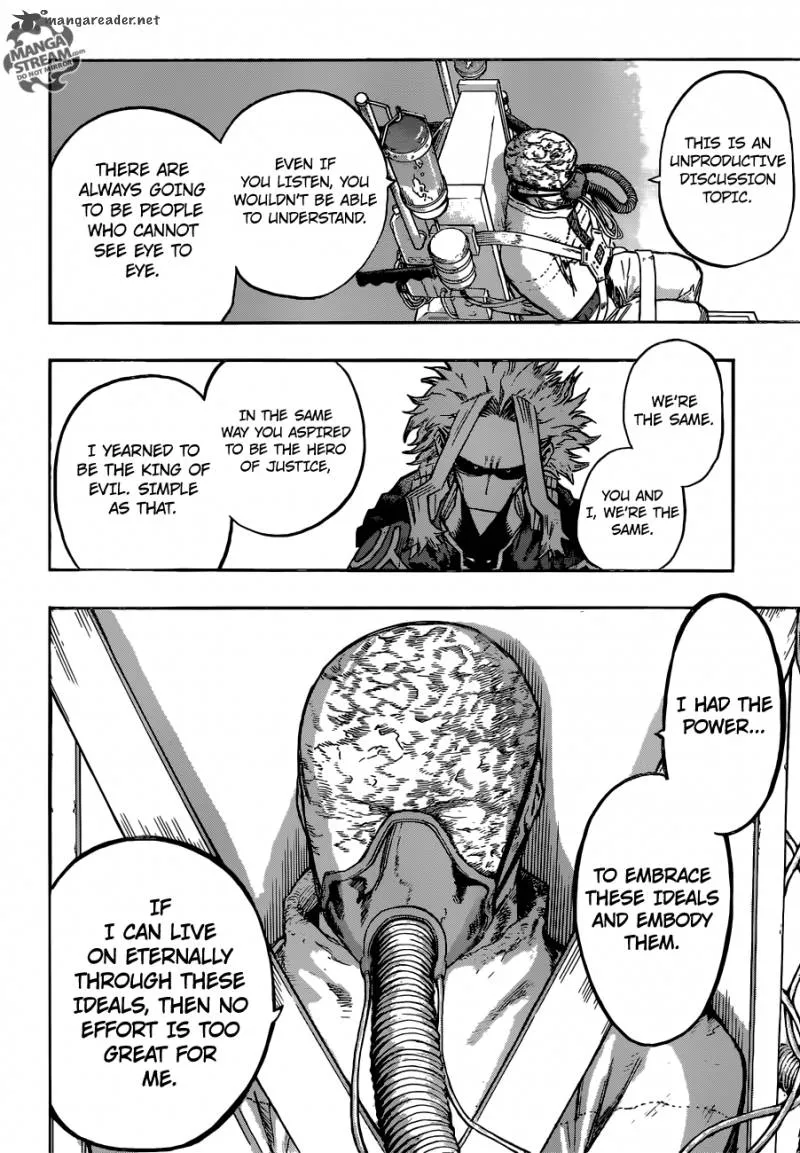 mangareader.net
MANGA
STREAM.com
DO NOT MIRROR
THIS IS AN
UNPRODUCTIVE
DISCUSSION
TOPIC.
EVEN IF
YOU LISTEN, YOU
WOULDN'T BE ABLE
TO UNDERSTAND.
THERE ARE
ALWAYS GOING
TO BE PEOPLE
WHO CANNOT
SEE EYE TO
EYE.
WE'RE
THE SAME.
YOU AND
I, WE'RE THE
SAME.
IN THE SAME
WAY YOU ASPIRED
TO BE THE HERO
OF JUSTICE,
I YEARNED TO
BE THE KING OF
EVIL. SIMPLE
AS THAT.
I HAD THE
POWER...
TO EMBRACE
THESE IDEALS
AND EMBODY
THEM.
IF
I CAN LIVE
ON ETERNALLY
THROUGH THESE
IDEALS, THEN NO
EFFORT IS TOO
GREAT FOR
ME.